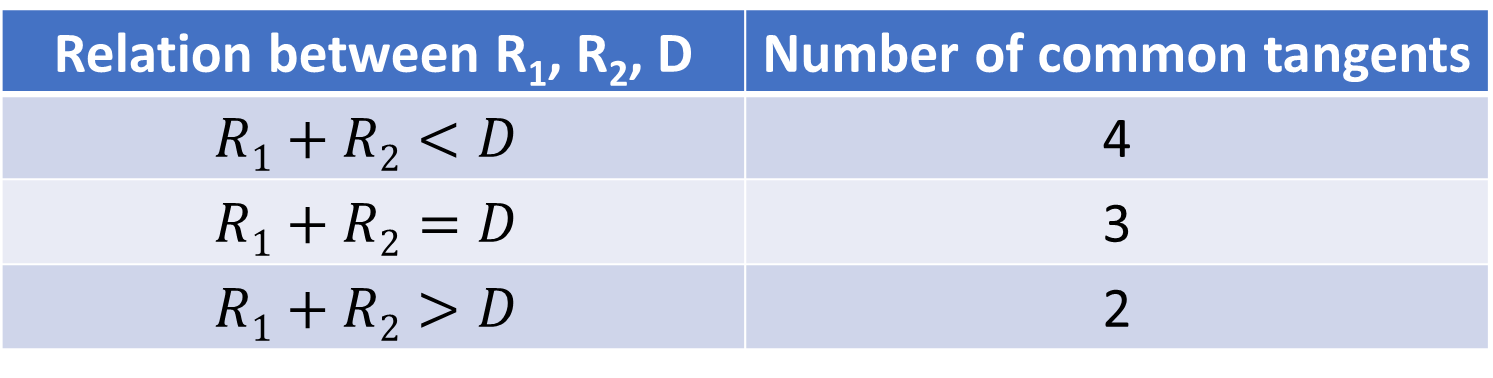 Relation between R₁, R₂, D Number of common tangents
R₁ + R₂ < D 4
R₁ + R₂ = D 3
R₁ + R₂ > D 2